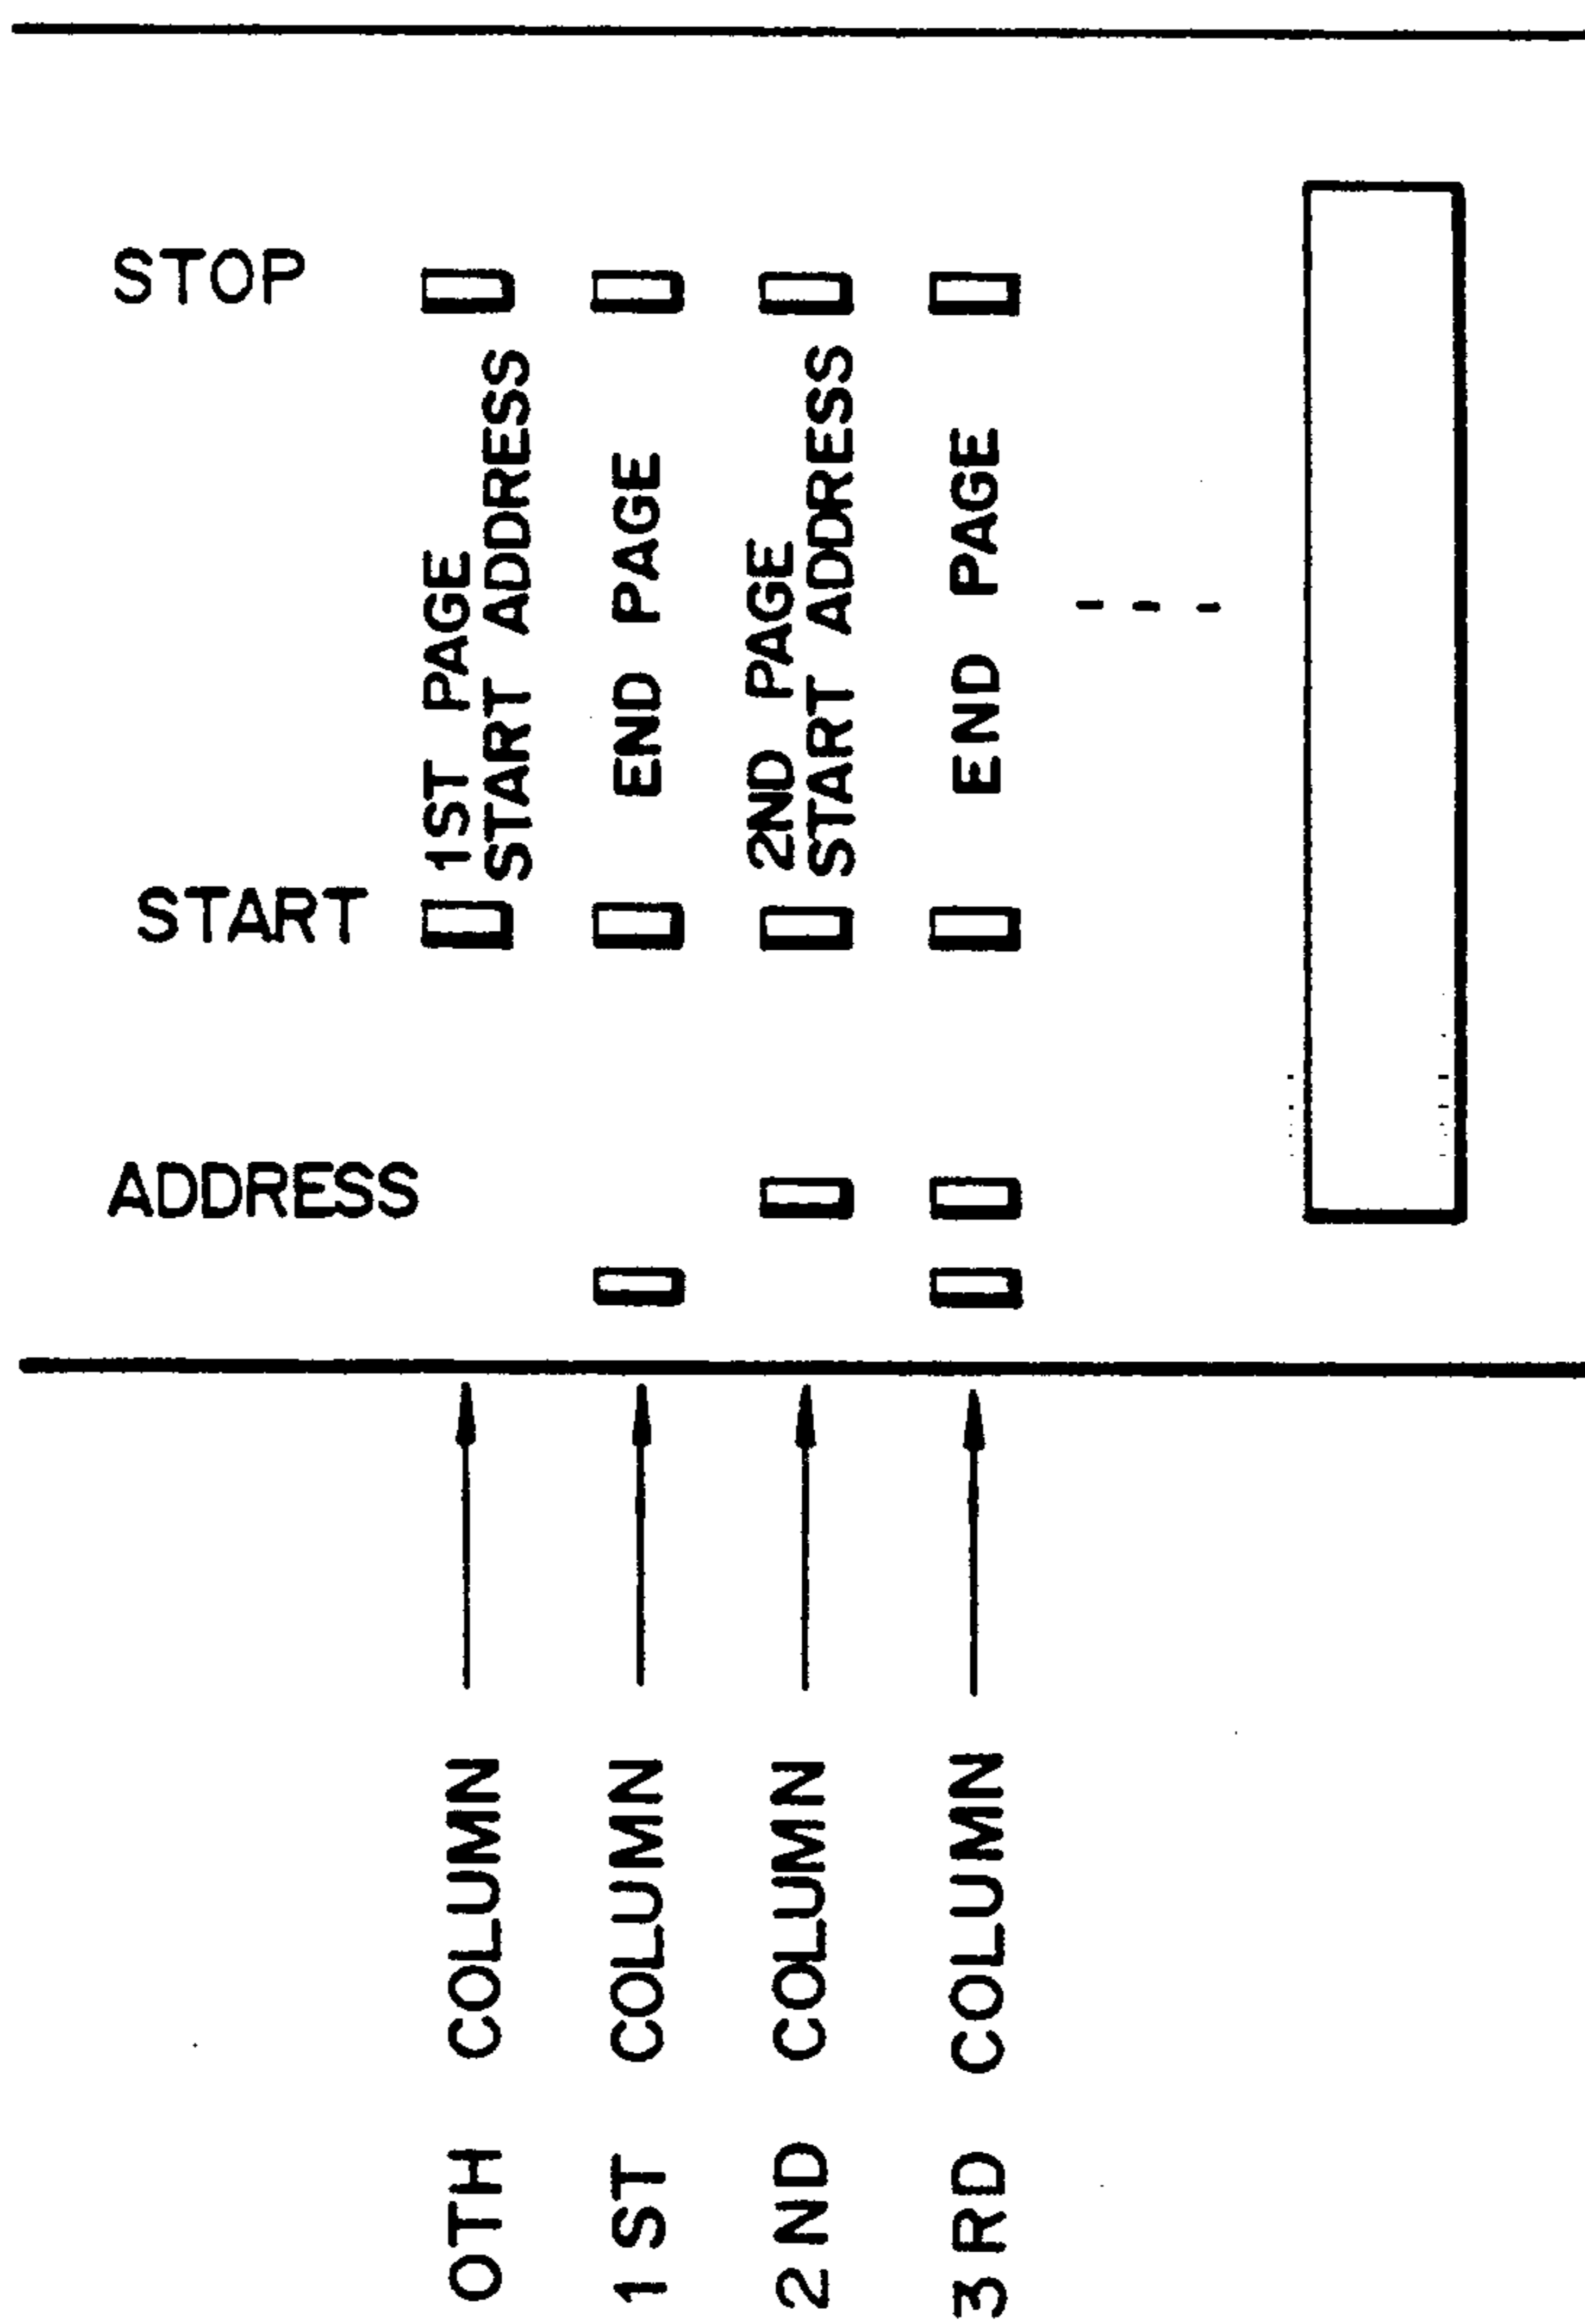 STOP
START
ADDRESS
1ST PAGE
START ADDRESS
END PAGE
2ND PAGE
START ADDRESS
END PAGE
0TH COLUMN
1ST COLUMN
2ND COLUMN
3RD COLUMN